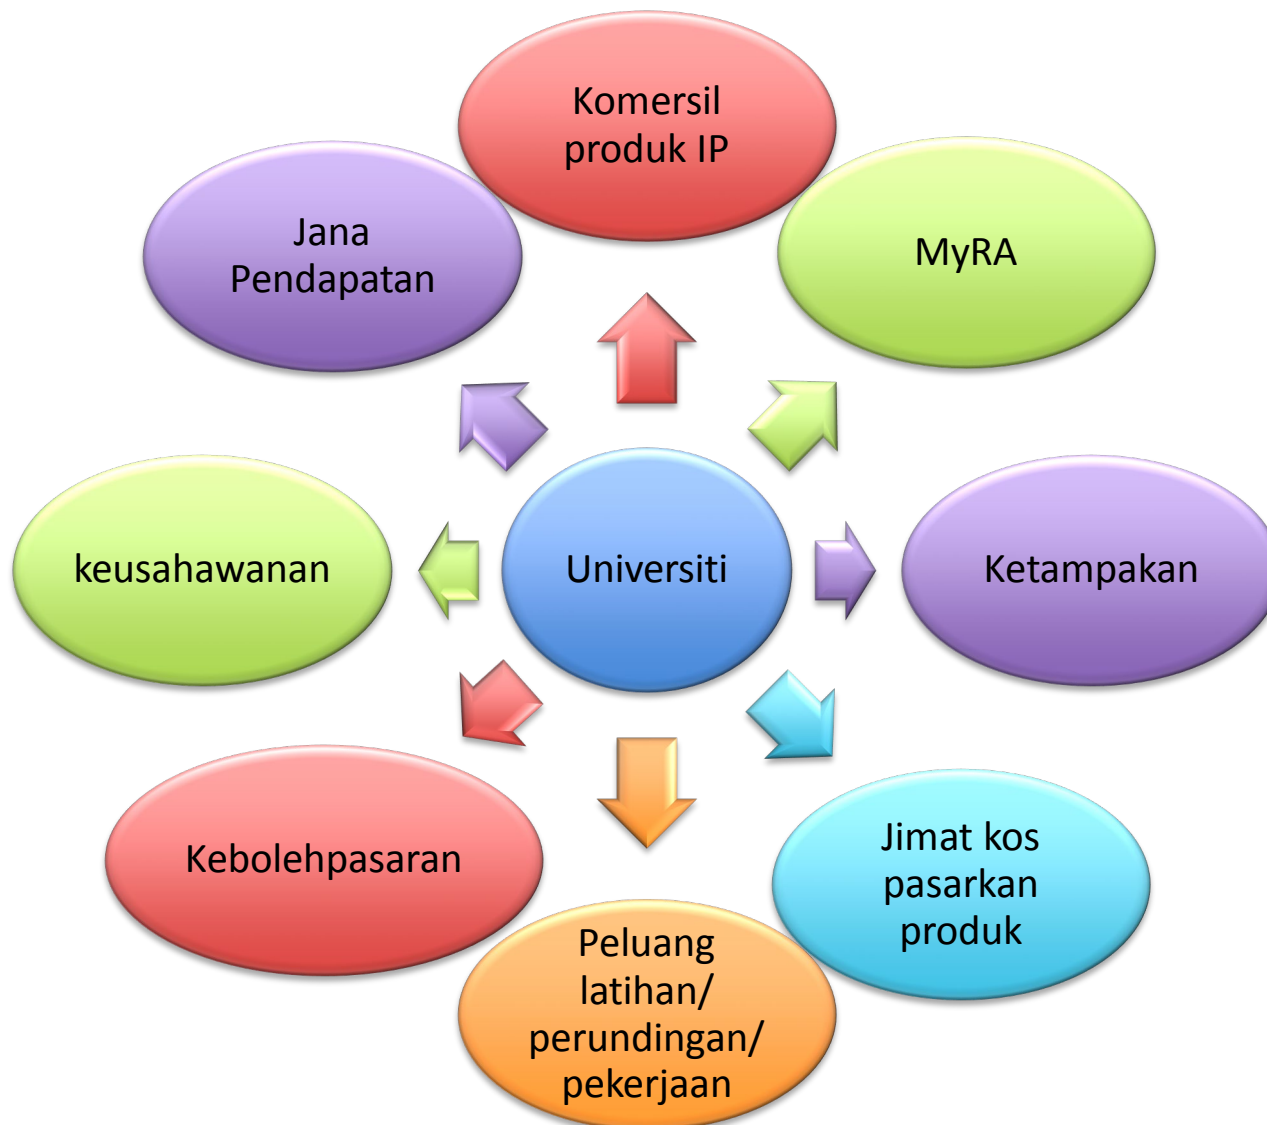 Komersil
produk IP
MyRA
Ketampakan
Jimat kos
pasarkan
produk
Peluang
latihan/
perundingan/
pekerjaan
Kebolehpasaran
keusahawanan
Jana
Pendapatan
Universiti